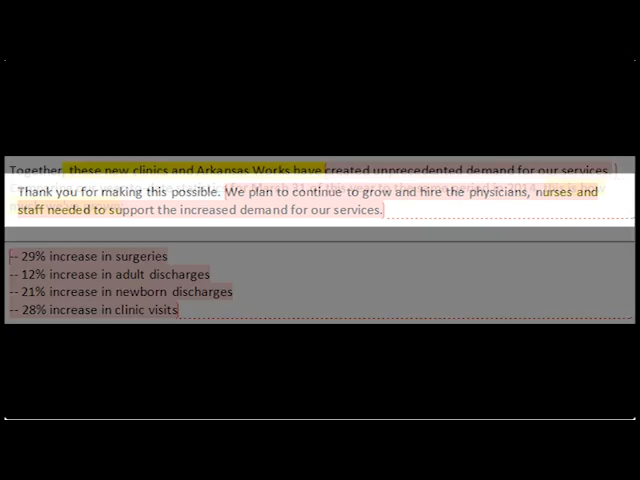 Together, these new clinics and Arkansas Works have created unprecedented demand for our services.
Thank you for making this possible. We plan to continue to grow and hire the physicians, nurses and
staff needed to support the increased demand for our services.
-- 29% increase in surgeries
-- 12% increase in adult discharges
-- 21% increase in newborn discharges
-- 28% increase in clinic visits